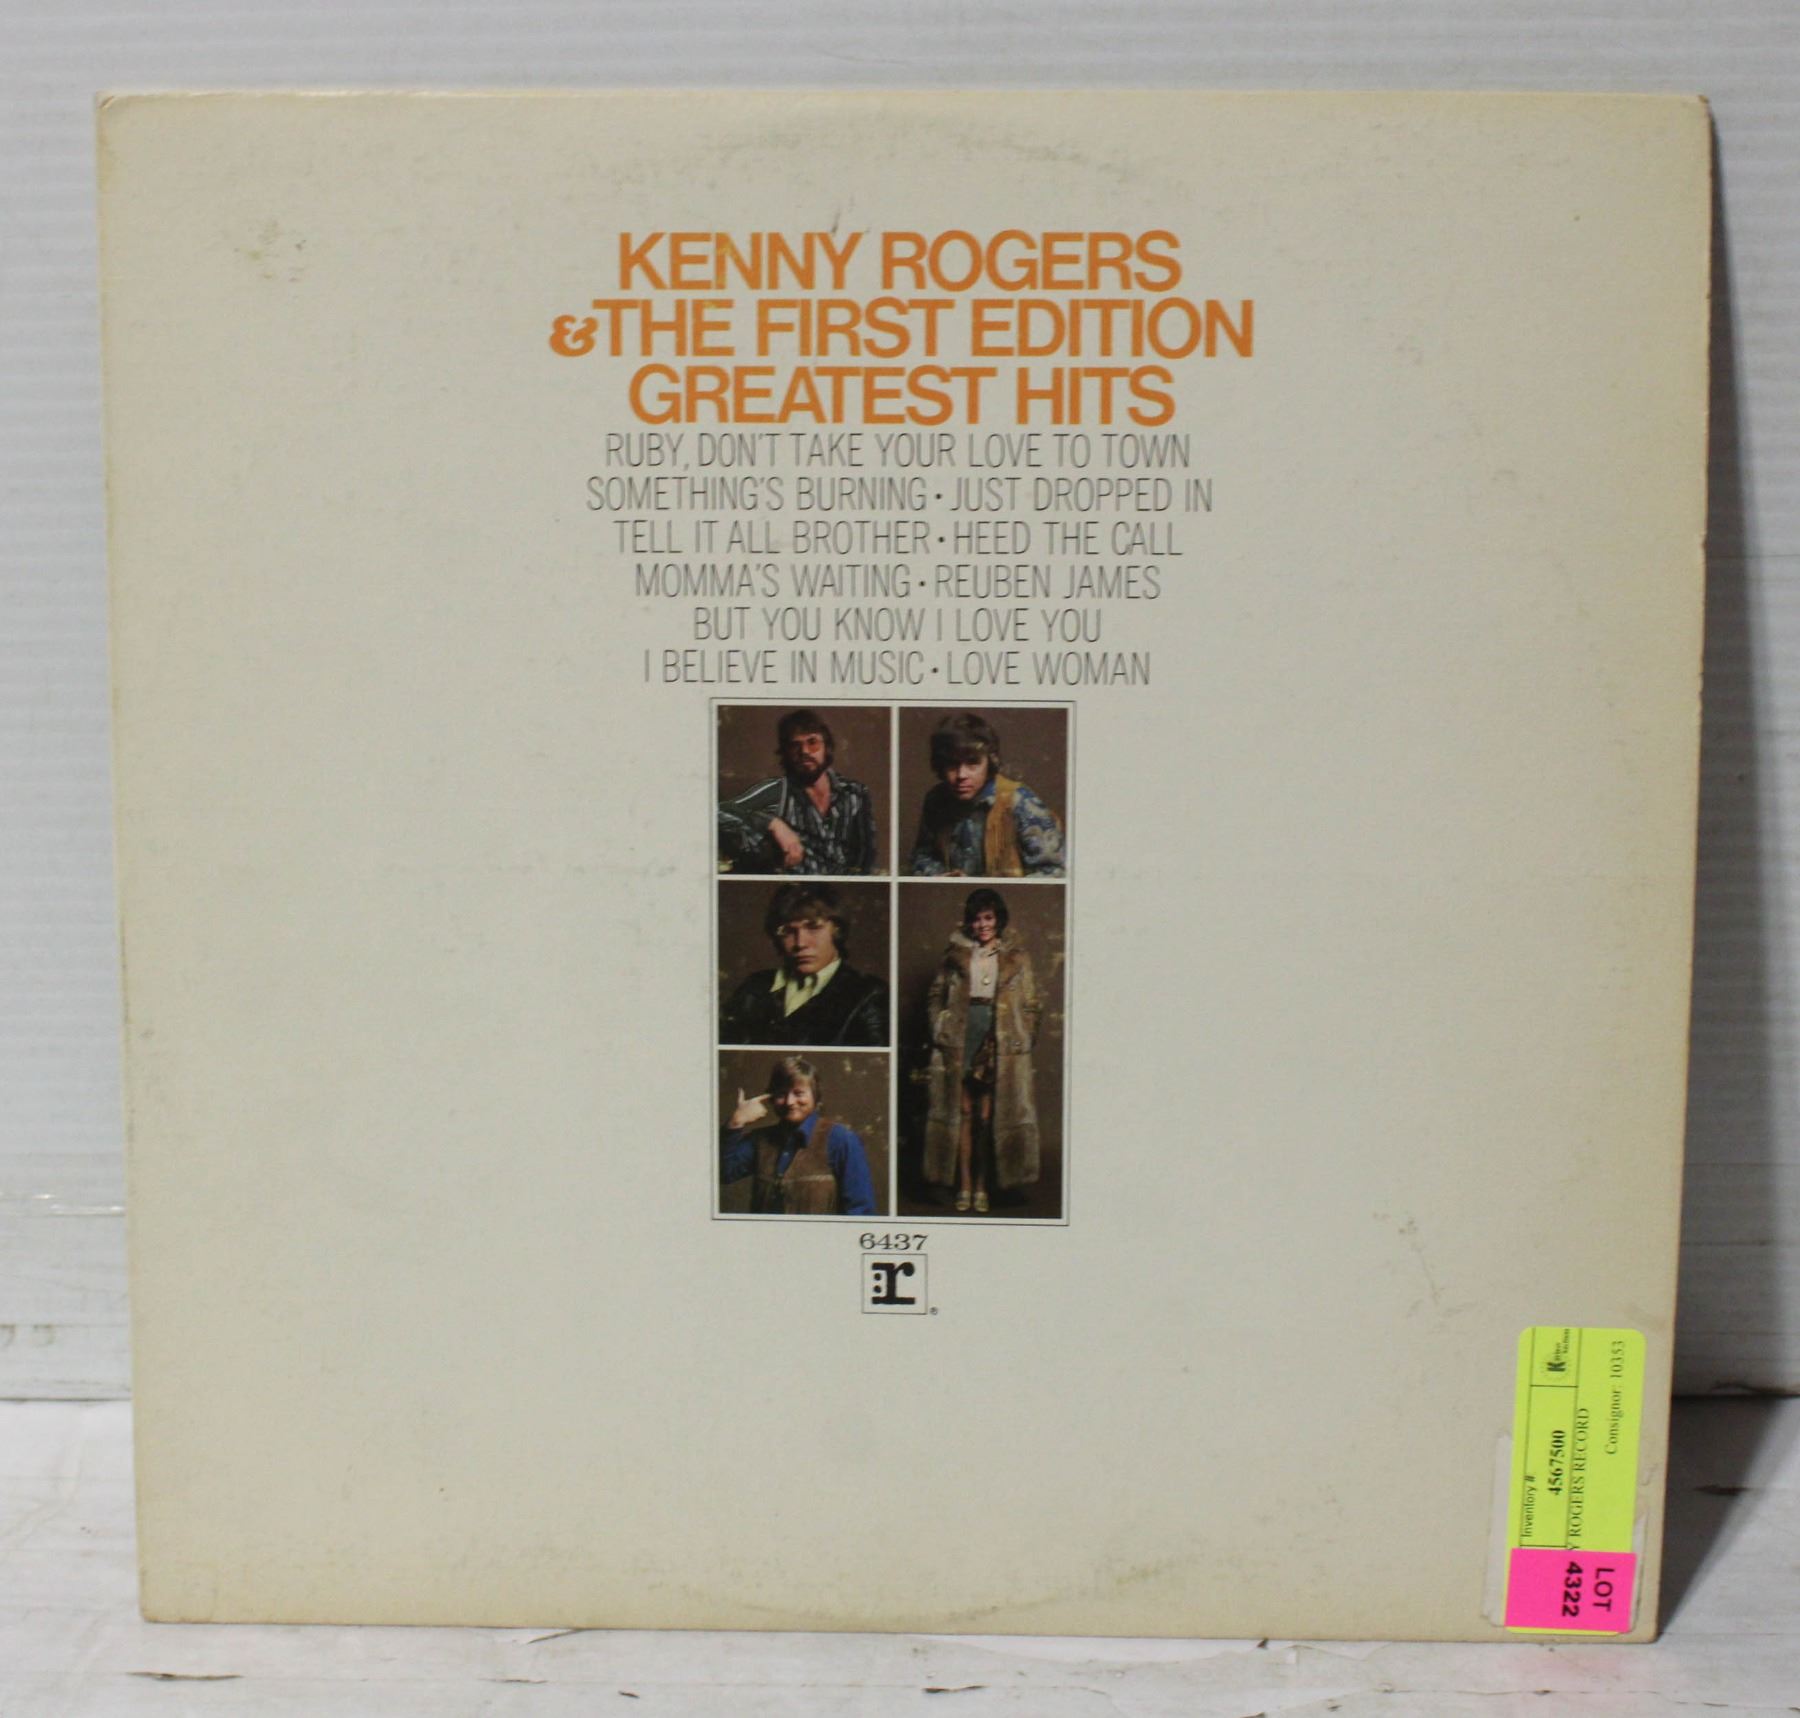 KENNY ROGERS
&THE FIRST EDITION
GREATEST HITS
RUBY, DON'T TAKE YOUR LOVE TO TOWN
SOMETHING'S BURNING • JUST DROPPED IN
TELL IT ALL BROTHER • HEED THE CALL
MOMMA'S WAITING • REUBEN JAMES
BUT YOU KNOW I LOVE YOU
I BELIEVE IN MUSIC • LOVE WOMAN
6437
r
®
Inventory #
4567500
Y ROGERS RECORD
Consignor: 10353
LOT
4322